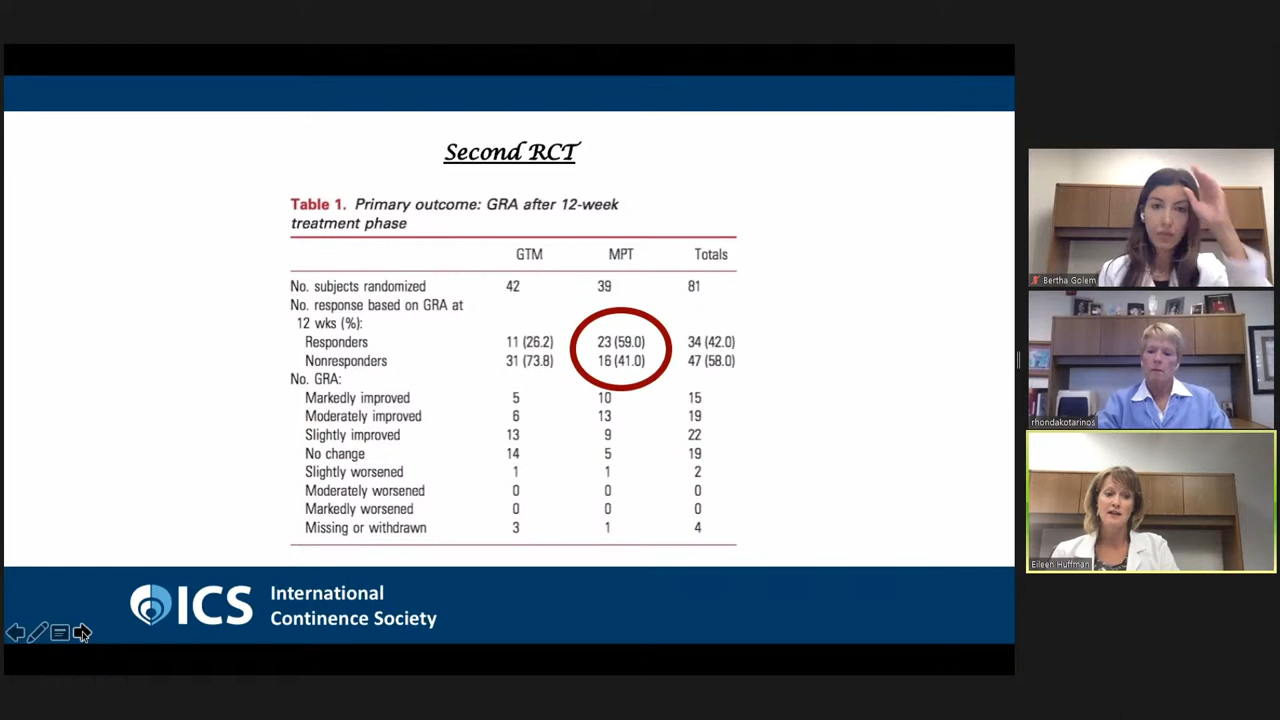 Second RCT
Table 1. Primary outcome: GRA after 12-week
treatment phase
GTM MPT Totals
No. subjects randomized 42 39 81
No. response based on GRA at
12 wks (%):
Responders 11 (26.2) 23 (59.0) 34 (42.0)
Nonresponders 31 (73.8) 16 (41.0) 47 (58.0)
No. GRA:
Markedly improved 5 10 15
Moderately improved 6 13 19
Slightly improved 13 9 22
No change 14 5 19
Slightly worsened 1 1 2
Moderately worsened 0 0 0
Markedly worsened 0 0 0
Missing or withdrawn 3 1 4
ICS International
Continence Society
Bertha Golem
rhondakotarinos
Eileen Huffman